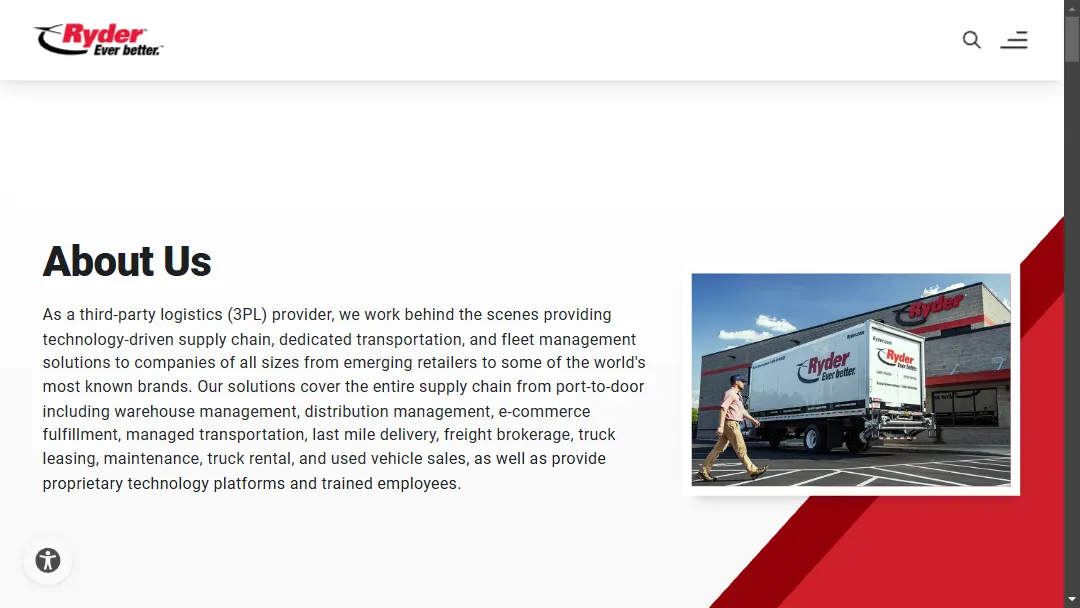 Ryder
Ever better.™
About Us
As a third-party logistics (3PL) provider, we work behind the scenes providing
technology-driven supply chain, dedicated transportation, and fleet management
solutions to companies of all sizes from emerging retailers to some of the world's
most known brands. Our solutions cover the entire supply chain from port-to-door
including warehouse management, distribution management, e-commerce
fulfillment, managed transportation, last mile delivery, freight brokerage, truck
leasing, maintenance, truck rental, and used vehicle sales, as well as provide
proprietary technology platforms and trained employees.
Ryder
Ryder
Ever better.
Ryder
Ever better.